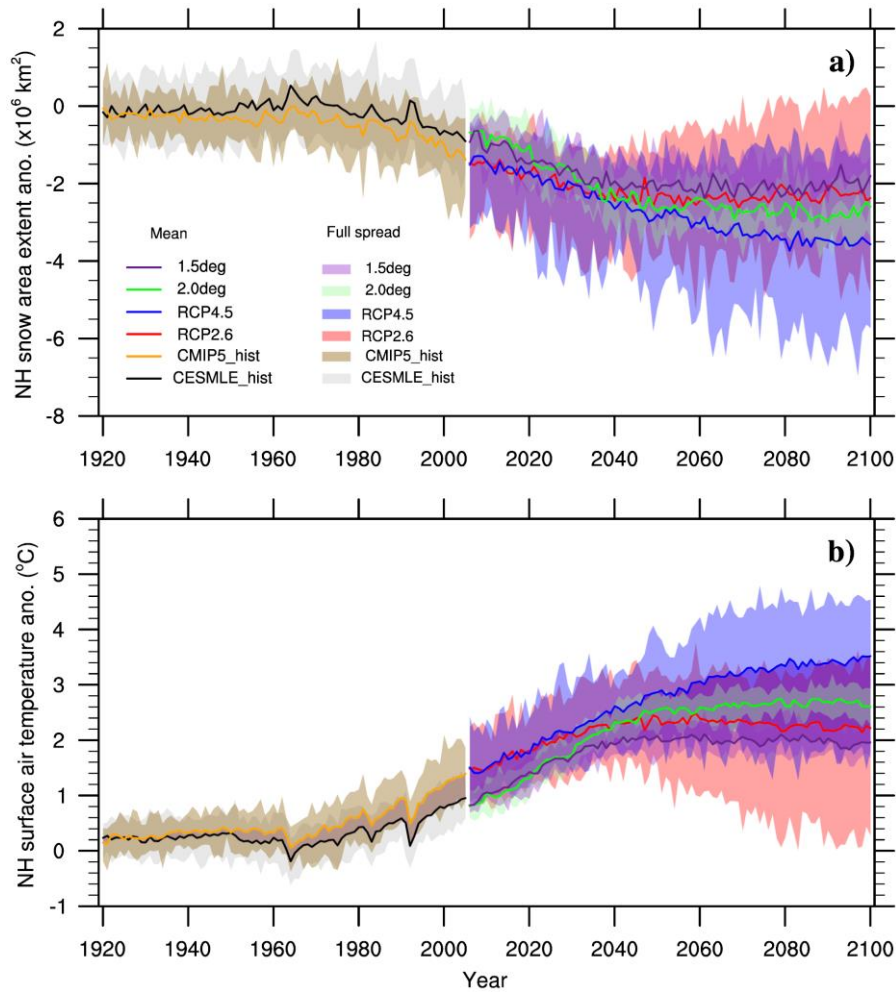 a)
NH snow area extent ano. (x10⁶ km²)
2
0
-2
-4
-6
-8
Mean Full spread
1.5deg 1.5deg
2.0deg 2.0deg
RCP4.5 RCP4.5
RCP2.6 RCP2.6
CMIP5_hist CMIP5_hist
CESMLE_hist CESMLE_hist
1920 1940 1960 1980 2000 2020 2040 2060 2080 2100
b)
NH surface air temperature ano. (°C)
6
5
4
3
2
1
0
-1
1920 1940 1960 1980 2000 2020 2040 2060 2080 2100
Year